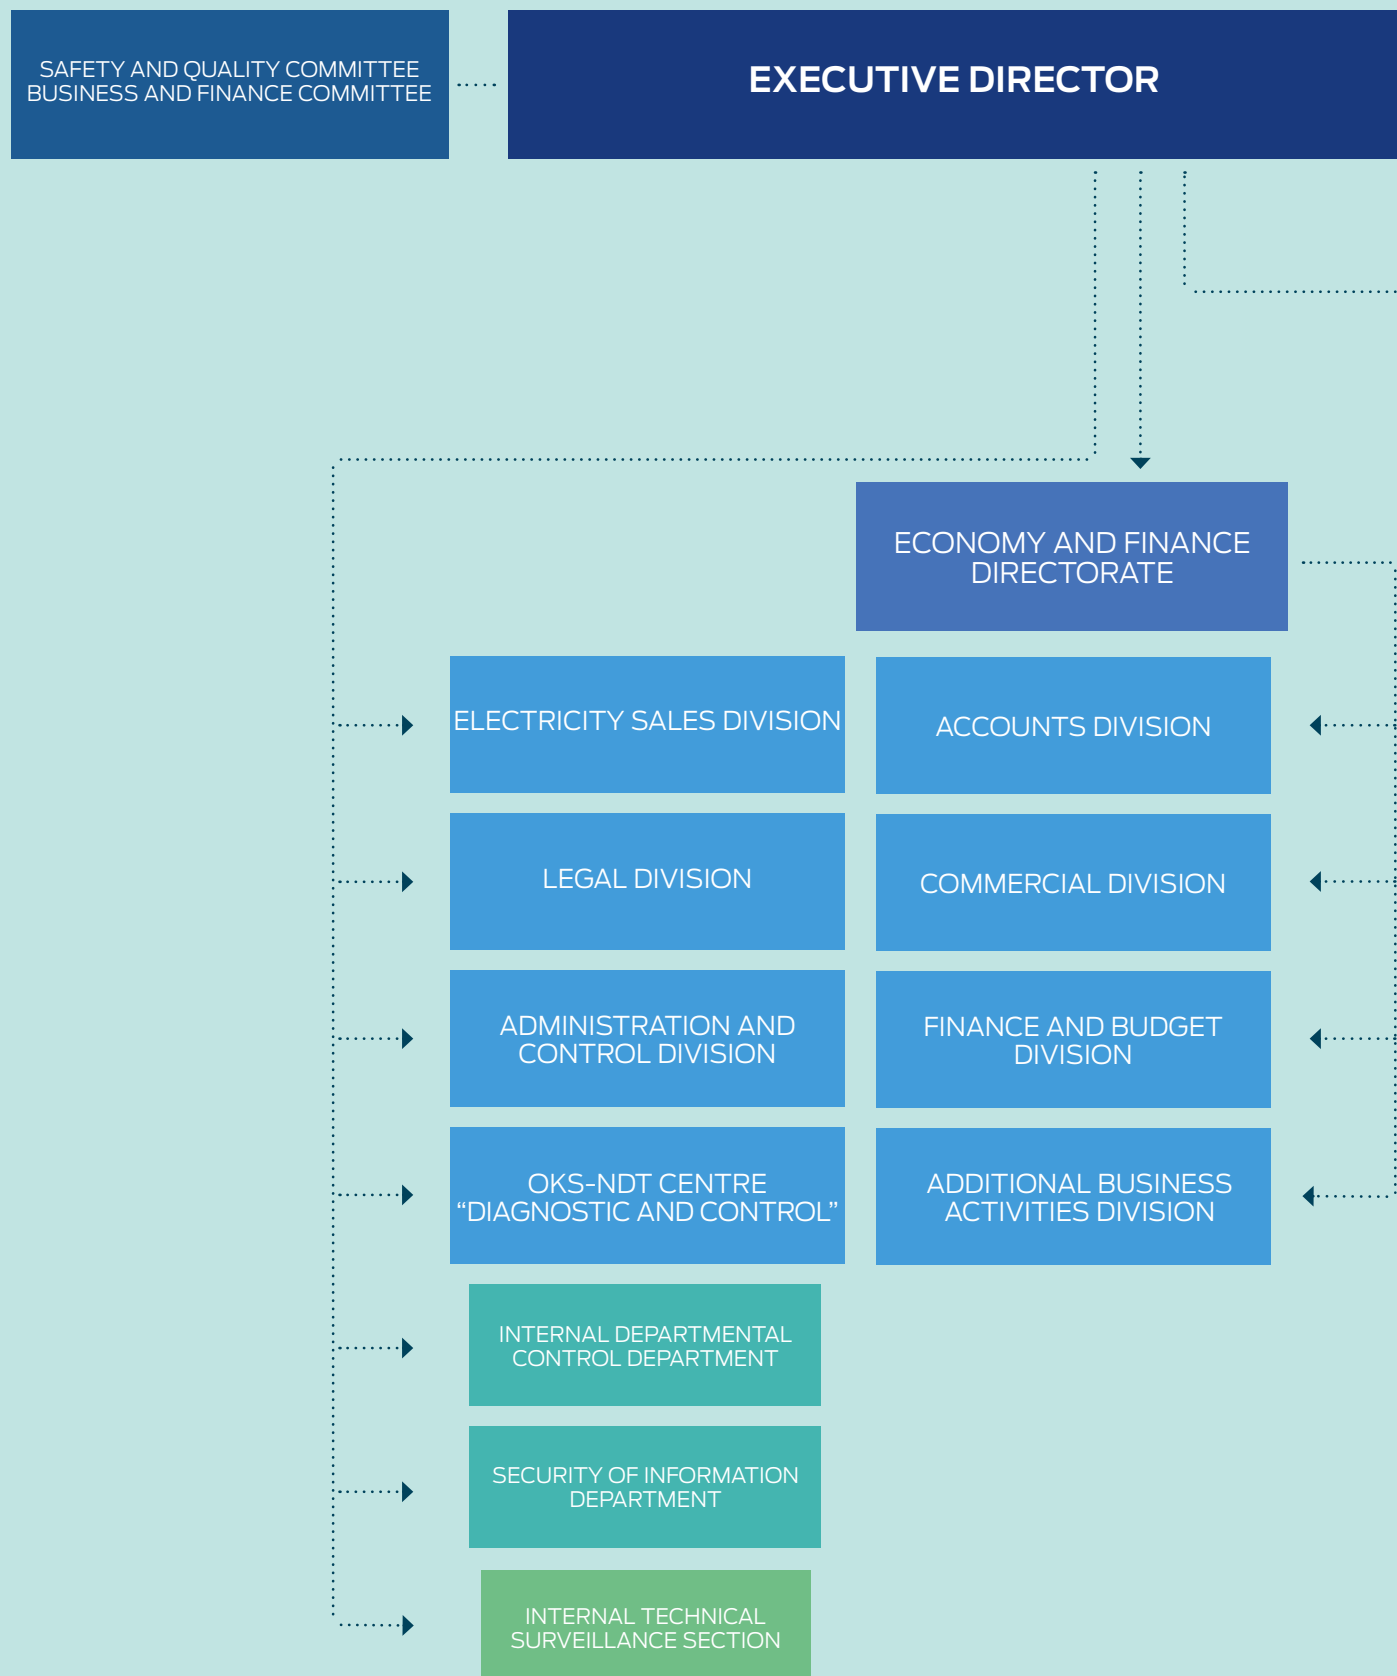 SAFETY AND QUALITY COMMITTEE
BUSINESS AND FINANCE COMMITTEE
EXECUTIVE DIRECTOR
ECONOMY AND FINANCE
DIRECTORATE
ELECTRICITY SALES DIVISION
ACCOUNTS DIVISION
LEGAL DIVISION
COMMERCIAL DIVISION
ADMINISTRATION AND
CONTROL DIVISION
FINANCE AND BUDGET
DIVISION
OKS-NDT CENTRE
“DIAGNOSTIC AND CONTROL”
ADDITIONAL BUSINESS
ACTIVITIES DIVISION
INTERNAL DEPARTMENTAL
CONTROL DEPARTMENT
SECURITY OF INFORMATION
DEPARTMENT
INTERNAL TECHNICAL
SURVEILLANCE SECTION